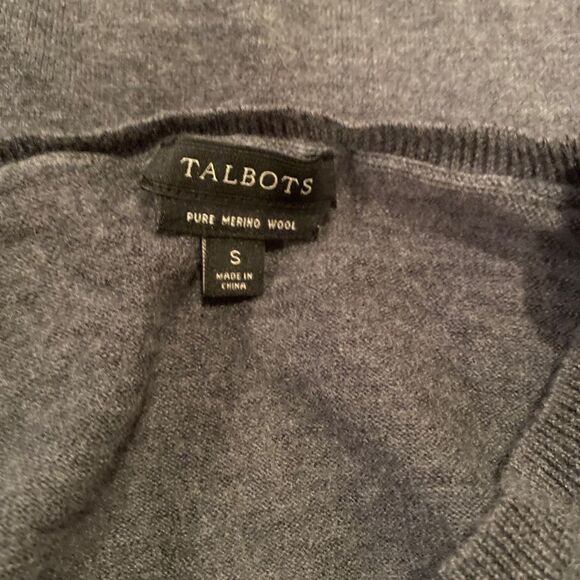 TALBOTS
PURE MERINO WOOL
S
MADE IN
CHINA